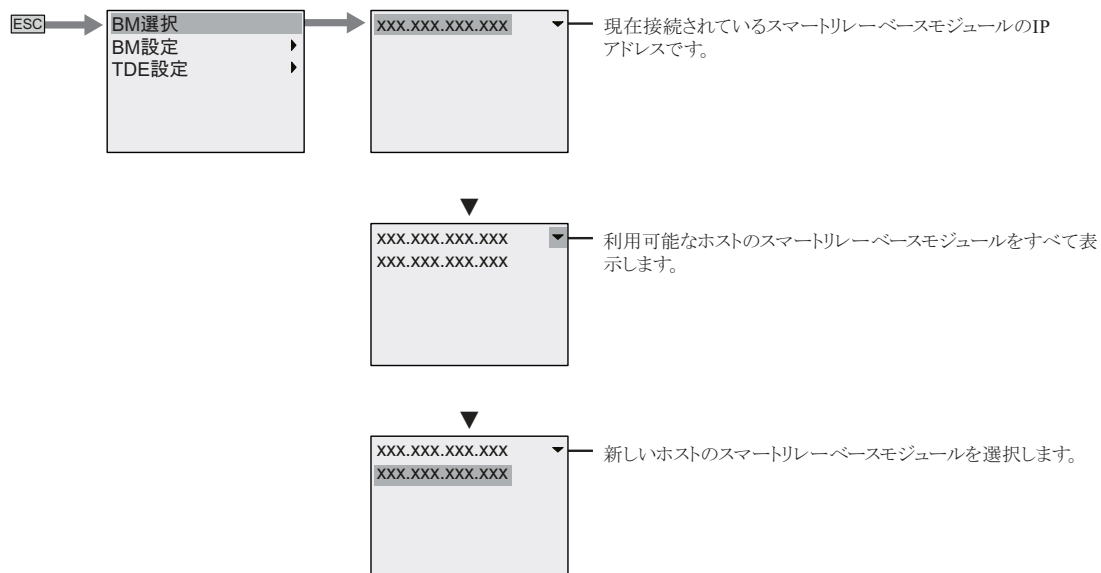 ESC
BM選択
BM設定
TDE設定
xxx.xxx.xxx.xxx
現在接続されているスマートリレーベースモジュールのIP
アドレスです。
xxx.xxx.xxx.xxx
xxx.xxx.xxx.xxx
利用可能なホストのスマートリレーベースモジュールをすべて表
示します。
xxx.xxx.xxx.xxx
xxx.xxx.xxx.xxx
新しいホストのスマートリレーベースモジュールを選択します。